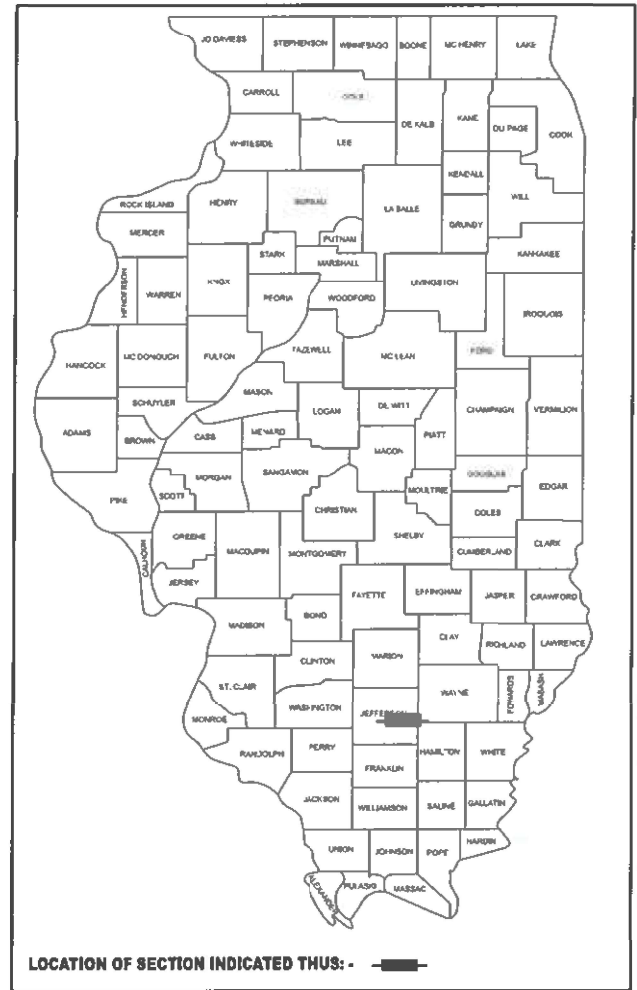 JO DAVIESS STEPHENSON WINNEBAGO BOONE MC HENRY LAKE
CARROLL OGLE
DE KALB KANE DU PAGE COOK
WHITESIDE LEE
KENDALL
ROCK ISLAND HENRY BUREAU LA SALLE GRUNDY WILL
MERCER PUTNAM
STARK MARSHALL KANKAKEE
HENDERSON WARREN KNOX PEORIA WOODFORD LIVINGSTON IROQUOIS
HANCOCK MC DONOUGH FULTON TAZEWELL MC LEAN FORD
SCHUYLER MASON
ADAMS BROWN CASS MENARD LOGAN DE WITT PIATT CHAMPAIGN VERMILION
MACON
PIKE SCOTT MORGAN SANGAMON MOULTRIE DOUGLAS EDGAR
CHRISTIAN COLES
CALHOUN GREENE MACOUPIN MONTGOMERY SHELBY CUMBERLAND CLARK
JERSEY
FAYETTE EFFINGHAM JASPER CRAWFORD
MADISON BOND
CLAY RICHLAND LAWRENCE
CLINTON MARION
ST. CLAIR WAYNE EDWARDS WABASH
MONROE WASHINGTON JEFFERSON
RANDOLPH PERRY HAMILTON WHITE
FRANKLIN
JACKSON WILLIAMSON SALINE GALLATIN
UNION JOHNSON POPE HARDIN
ALEXANDER PULASKI MASSAC
LOCATION OF SECTION INDICATED THUS: -